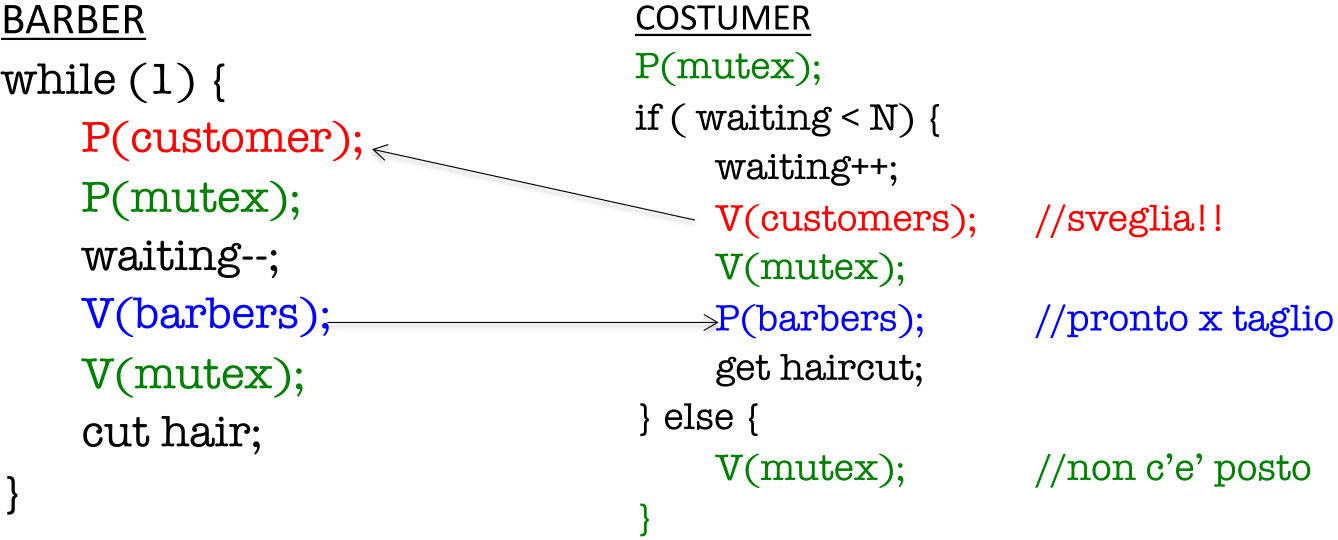 BARBER
while (1) {
P(customer);
P(mutex);
waiting--;
V(barbers);
V(mutex);
cut hair;
}
COSTUMER
P(mutex);
if ( waiting < N) {
waiting++;
V(customers); //sveglia!!
V(mutex);
P(barbers); //pronto x taglio
get haircut;
} else {
V(mutex); //non c’e’ posto
}